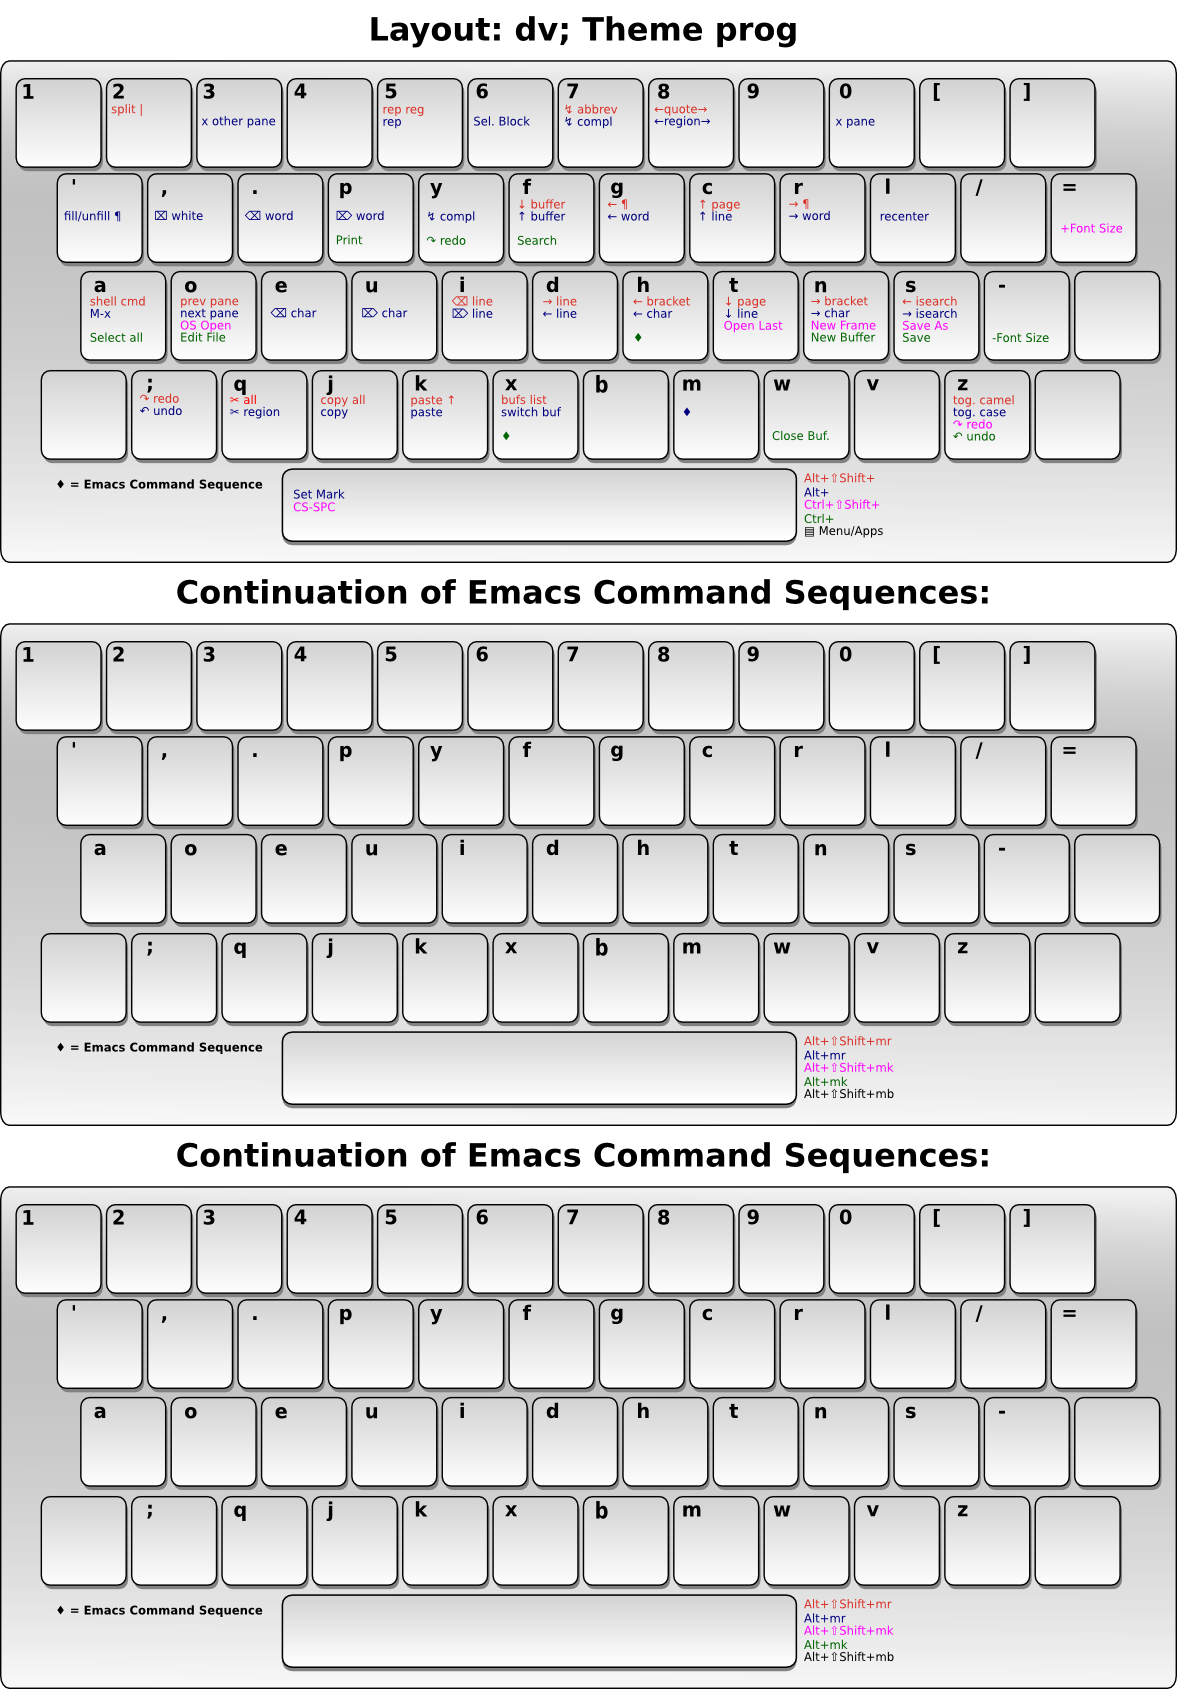 Layout: dv; Theme prog
1 2 3 4 5 6 7 8 9 0 [ ]
split | rep reg ↯ abbrev ←quote→
x other pane rep Sel. Block ↯ compl ←region→ x pane
' , . p y f g c r l / =
↓ buffer ← ¶ ↑ page → ¶
fill/unfill ¶ ⌧ white ⌫ word ⌦ word ↯ compl ↑ buffer ← word ↑ line → word recenter
+Font Size
Print ↷ redo Search
a o e u i d h t n s -
shell cmd prev pane ⌫ line → line ← bracket ↓ page → bracket ← isearch
M-x next pane ⌫ char ⌦ char ⌦ line ← line ← char ↓ line → char → isearch
OS Open Open Last New Frame Save As
Select all Edit File ♦ New Buffer Save -Font Size
; q j k x b m w v z
↷ redo ✂ all copy all paste ↑ bufs list tog. camel
↶ undo ✂ region copy paste switch buf ♦ tog. case
↷ redo
♦ Close Buf. ↶ undo
♦ = Emacs Command Sequence
Set Mark
CS-SPC
Alt+⇧Shift+
Alt+
Ctrl+⇧Shift+
Ctrl+
▤ Menu/Apps
Continuation of Emacs Command Sequences:
1 2 3 4 5 6 7 8 9 0 [ ]
' , . p y f g c r l / =
a o e u i d h t n s -
; q j k x b m w v z
♦ = Emacs Command Sequence
Alt+⇧Shift+mr
Alt+mr
Alt+⇧Shift+mk
Alt+mk
Alt+⇧Shift+mb
Continuation of Emacs Command Sequences:
1 2 3 4 5 6 7 8 9 0 [ ]
' , . p y f g c r l / =
a o e u i d h t n s -
; q j k x b m w v z
♦ = Emacs Command Sequence
Alt+⇧Shift+mr
Alt+mr
Alt+⇧Shift+mk
Alt+mk
Alt+⇧Shift+mb